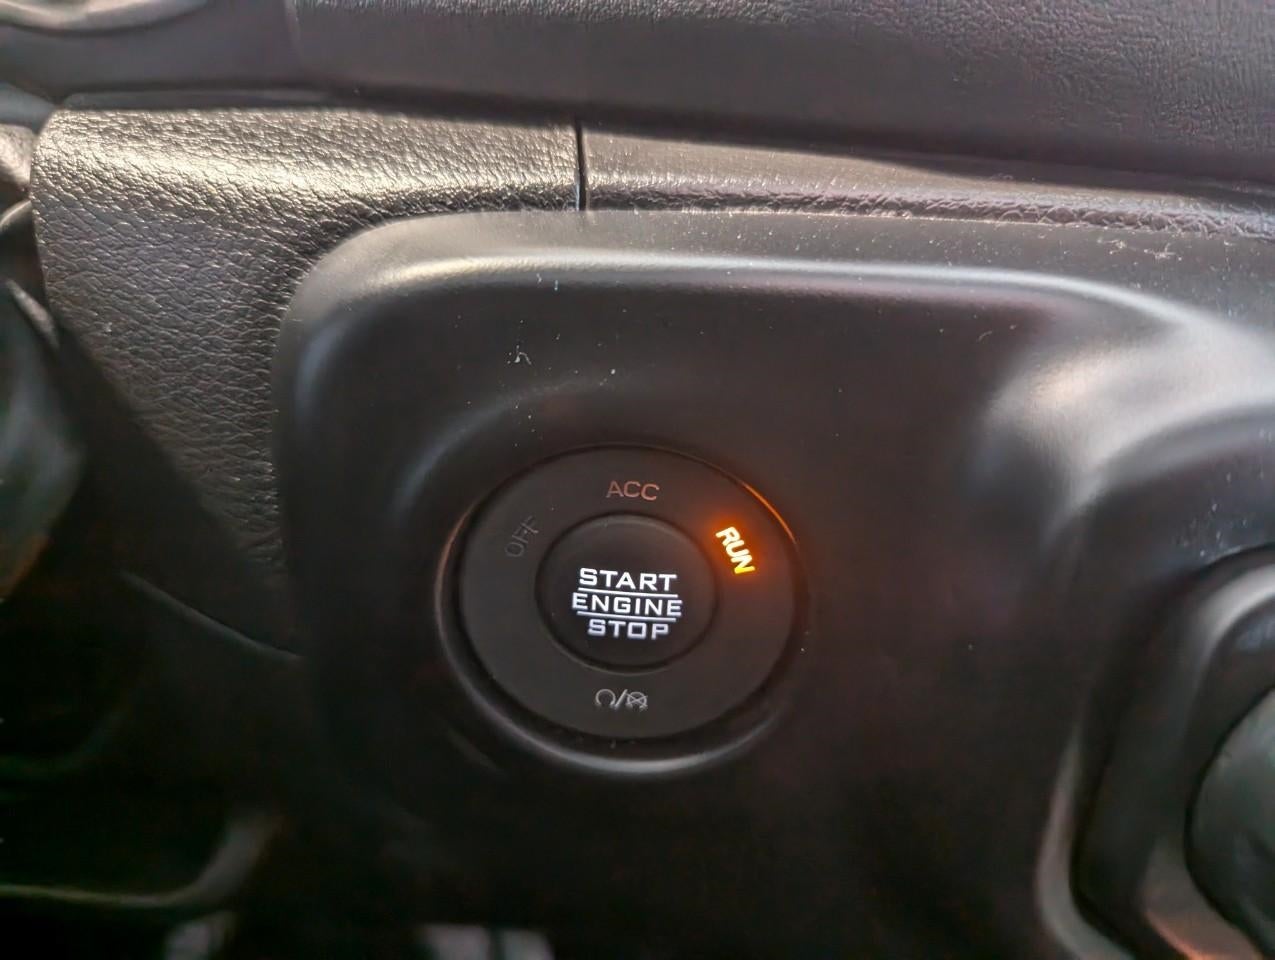 ACC
OFF
RUN
START
ENGINE
STOP